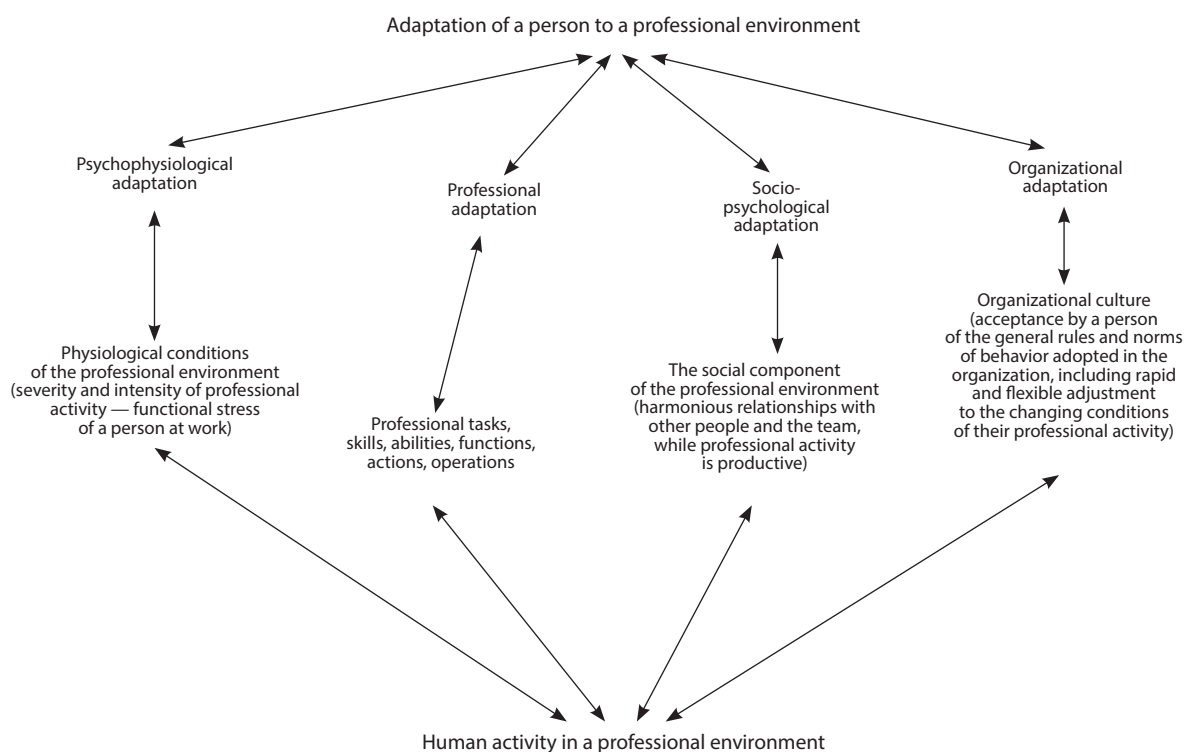 Adaptation of a person to a professional environment
Psychophysiological
adaptation
Professional
adaptation
Socio-
psychological
adaptation
Organizational
adaptation
Physiological conditions
of the professional environment
(severity and intensity of professional
activity — functional stress
of a person at work)
Professional tasks,
skills, abilities, functions,
actions, operations
The social component
of the professional environment
(harmonious relationships with
other people and the team,
while professional activity
is productive)
Organizational culture
(acceptance by a person
of the general rules and norms
of behavior adopted in the
organization, including rapid
and flexible adjustment
to the changing conditions
of their professional activity)
Human activity in a professional environment